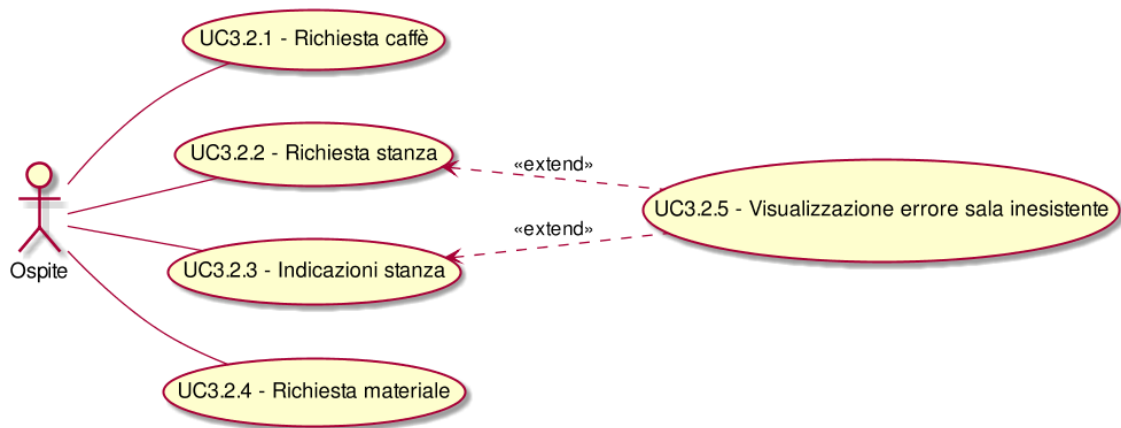 UC3.2.1 - Richiesta caffè
UC3.2.2 - Richiesta stanza
«extend»
UC3.2.5 - Visualizzazione errore sala inesistente
«extend»
UC3.2.3 - Indicazioni stanza
Ospite
UC3.2.4 - Richiesta materiale